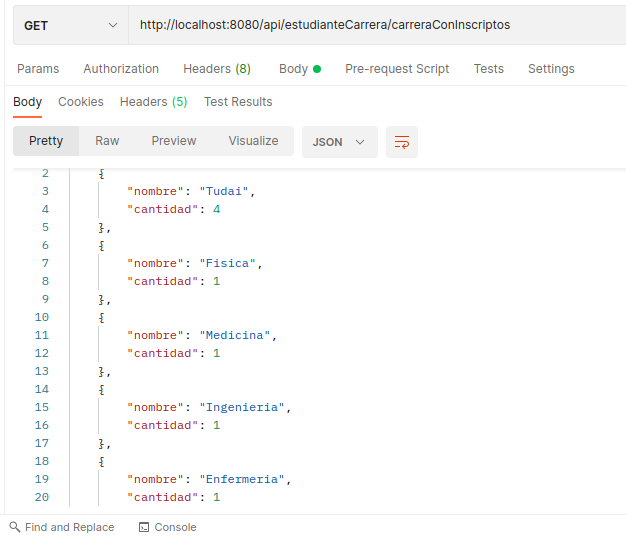 GET http://localhost:8080/api/estudianteCarrera/carreraConInscriptos
Params Authorization Headers (8) Body Pre-request Script Tests Settings
Body Cookies Headers (5) Test Results
Pretty Raw Preview Visualize JSON
2 {
3 "nombre": "Tudai",
4 "cantidad": 4
5 },
6 {
7 "nombre": "Fisica",
8 "cantidad": 1
9 },
10 {
11 "nombre": "Medicina",
12 "cantidad": 1
13 },
14 {
15 "nombre": "Ingenieria",
16 "cantidad": 1
17 },
18 {
19 "nombre": "Enfermeria",
20 "cantidad": 1
Find and Replace Console